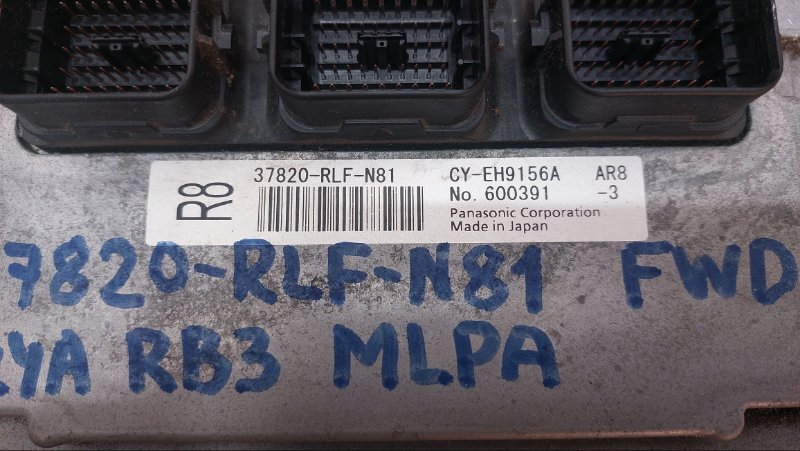 R8
37820-RLF-N81 CY-EH9156A AR8
No. 600391 -3
Panasonic Corporation
Made in Japan
7820-RLF-N81 FWD
24A RB3 MLPA